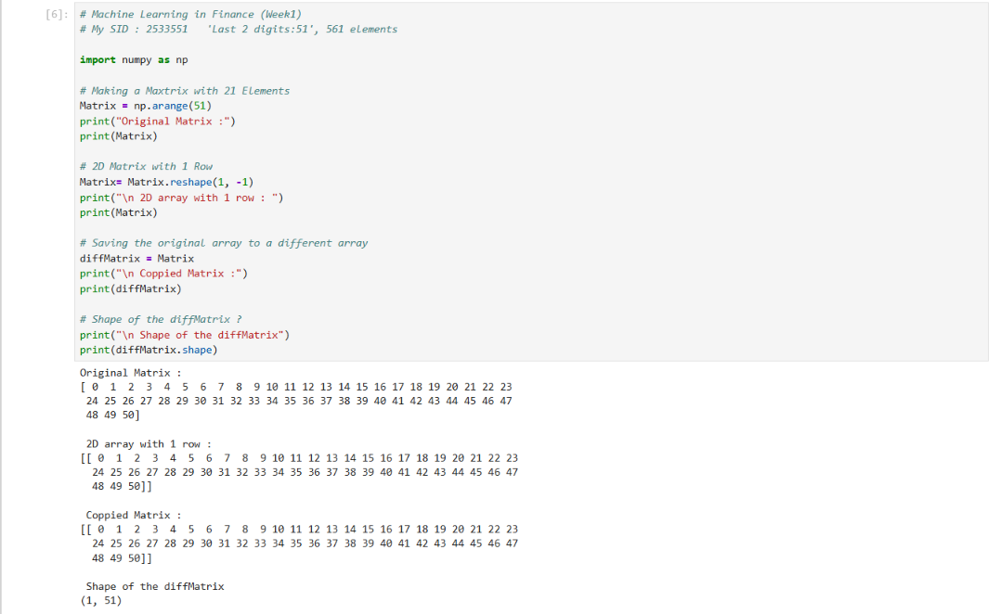 [6]: # Machine Learning in Finance (Week1)
# My SID : 2533551   'Last 2 digits:51', 561 elements
import numpy as np
# Making a Maxtrix with 21 Elements
Matrix = np.arange(51)
print("Original Matrix :")
print(Matrix)
# 2D Matrix with 1 Row
Matrix= Matrix.reshape(1, -1)
print("\n 2D array with 1 row : ")
print(Matrix)
# Saving the original array to a different array
diffMatrix = Matrix
print("\n Coppied Matrix :")
print(diffMatrix)
# Shape of the diffMatrix ?
print("\n Shape of the diffMatrix")
print(diffMatrix.shape)
Original Matrix :
[ 0  1  2  3  4  5  6  7  8  9 10 11 12 13 14 15 16 17 18 19 20 21 22 23
 24 25 26 27 28 29 30 31 32 33 34 35 36 37 38 39 40 41 42 43 44 45 46 47
 48 49 50]
 2D array with 1 row :
[[ 0  1  2  3  4  5  6  7  8  9 10 11 12 13 14 15 16 17 18 19 20 21 22 23
  24 25 26 27 28 29 30 31 32 33 34 35 36 37 38 39 40 41 42 43 44 45 46 47
  48 49 50]]
 Coppied Matrix :
[[ 0  1  2  3  4  5  6  7  8  9 10 11 12 13 14 15 16 17 18 19 20 21 22 23
  24 25 26 27 28 29 30 31 32 33 34 35 36 37 38 39 40 41 42 43 44 45 46 47
  48 49 50]]
 Shape of the diffMatrix
(1, 51)